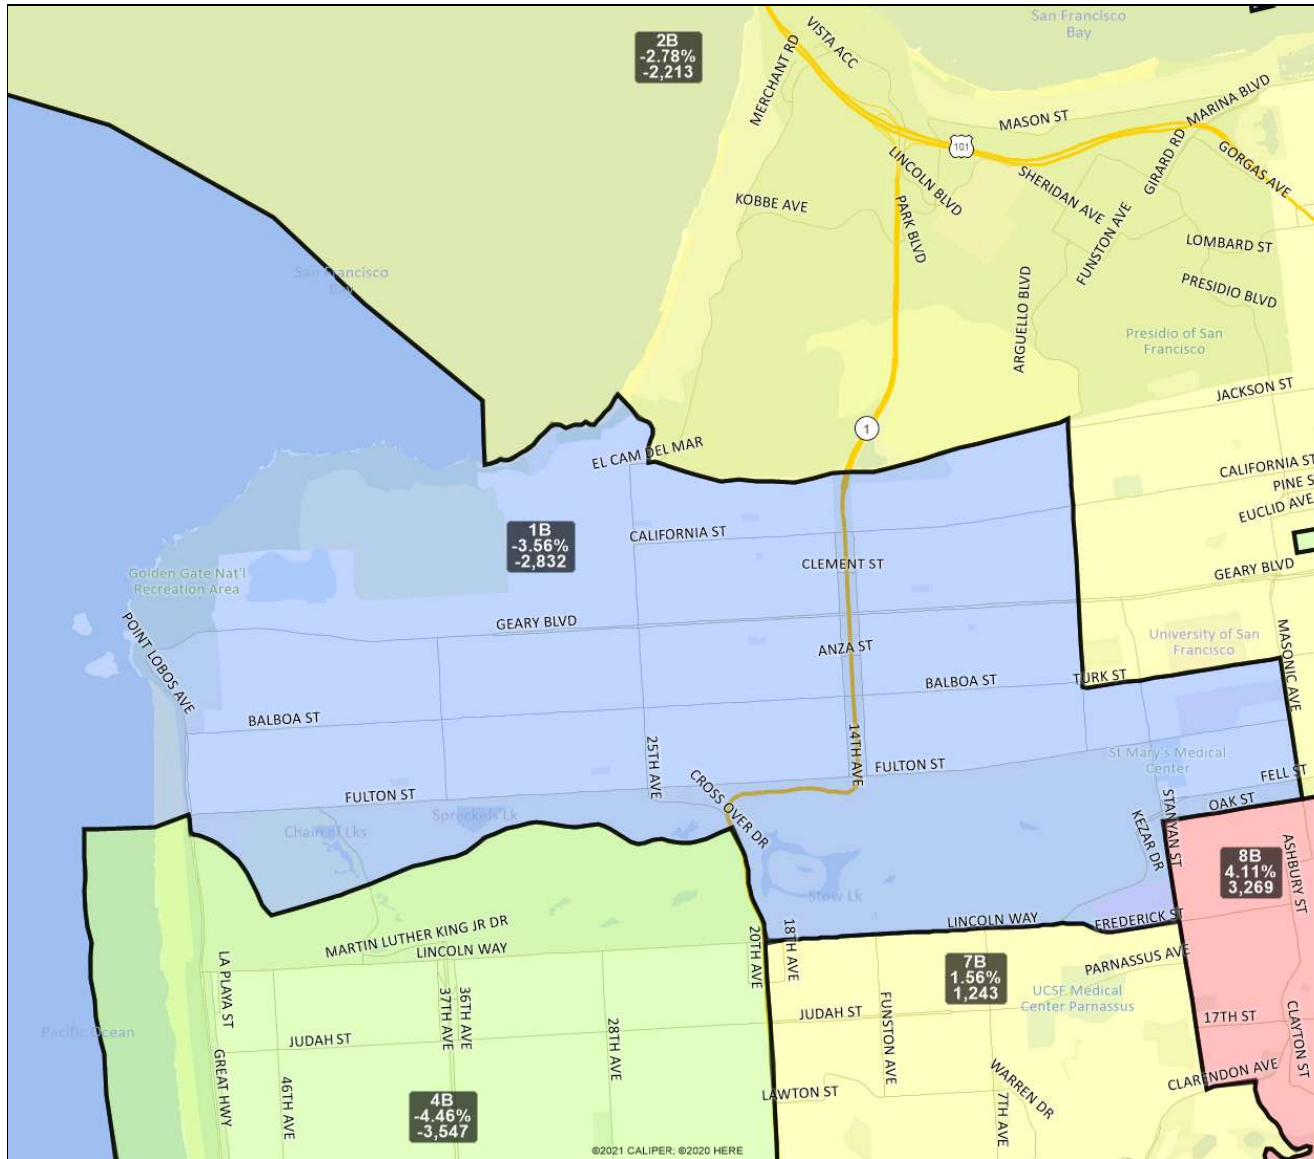 San Francisco
Bay
2B
-2.78%
-2,213
VISTA ACC
MERCHANT RD
MARINA BLVD
MASON ST
101
GIRARD RD
GORGAS AVE
LINCOLN BLVD
SHERIDAN AVE
KOBBE AVE
PARK BLVD
FUNSTON AVE
LOMBARD ST
San Francisco
Bay
ARGUELLO BLVD
PRESIDIO BLVD
Presidio of San
Francisco
JACKSON ST
1
EL CAM DEL MAR
CALIFORNIA ST
PINE S
EUCLID AVE
1B
-3.56%
-2,832
CALIFORNIA ST
CLEMENT ST
GEARY BLVD
Golden Gate Nat'l
Recreation Area
POINT LOBOS AVE
GEARY BLVD
University of San
Francisco
MASONIC AVE
ANZA ST
BALBOA ST
TURK ST
BALBOA ST
25TH AVE
14TH AVE
FULTON ST
St Mary's Medical
Center
FELL ST
OAK ST
FULTON ST
CROSS OVER DR
Spreckels Lk
Chain of Lks
KEZAR DR
STANYAN ST
8B
4.11%
3,269
ASHBURY ST
Stow Lk
MARTIN LUTHER KING JR DR
LINCOLN WAY
LINCOLN WAY
FREDERICK ST
LA PLAYA ST
37TH AVE
36TH AVE
20TH AVE
18TH AVE
7B
1.56%
1,243
PARNASSUS AVE
UCSF Medical
Center Parnassus
FUNSTON AVE
Pacific Ocean
JUDAH ST
JUDAH ST
17TH ST
CLAYTON ST
28TH AVE
GREAT HWY
46TH AVE
4B
-4.46%
-3,547
LAWTON ST
7TH AVE
WARREN DR
CLARENDON AVE
©2021 CALIPER; ©2020 HERE